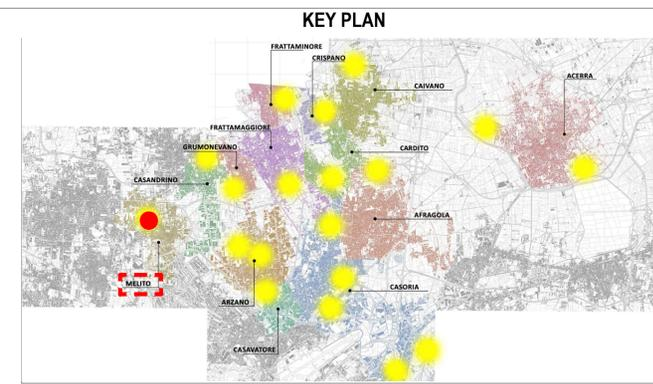 KEY PLAN
FRATTAMINORE
CRISPANO
ACERRA
CAIVANO
FRATTAMAGGIORE
GRUMONEVANO
CARDITO
CASANDRINO
AFRAGOLA
MELITO
CASORIA
ARZANO
CASAVATORE